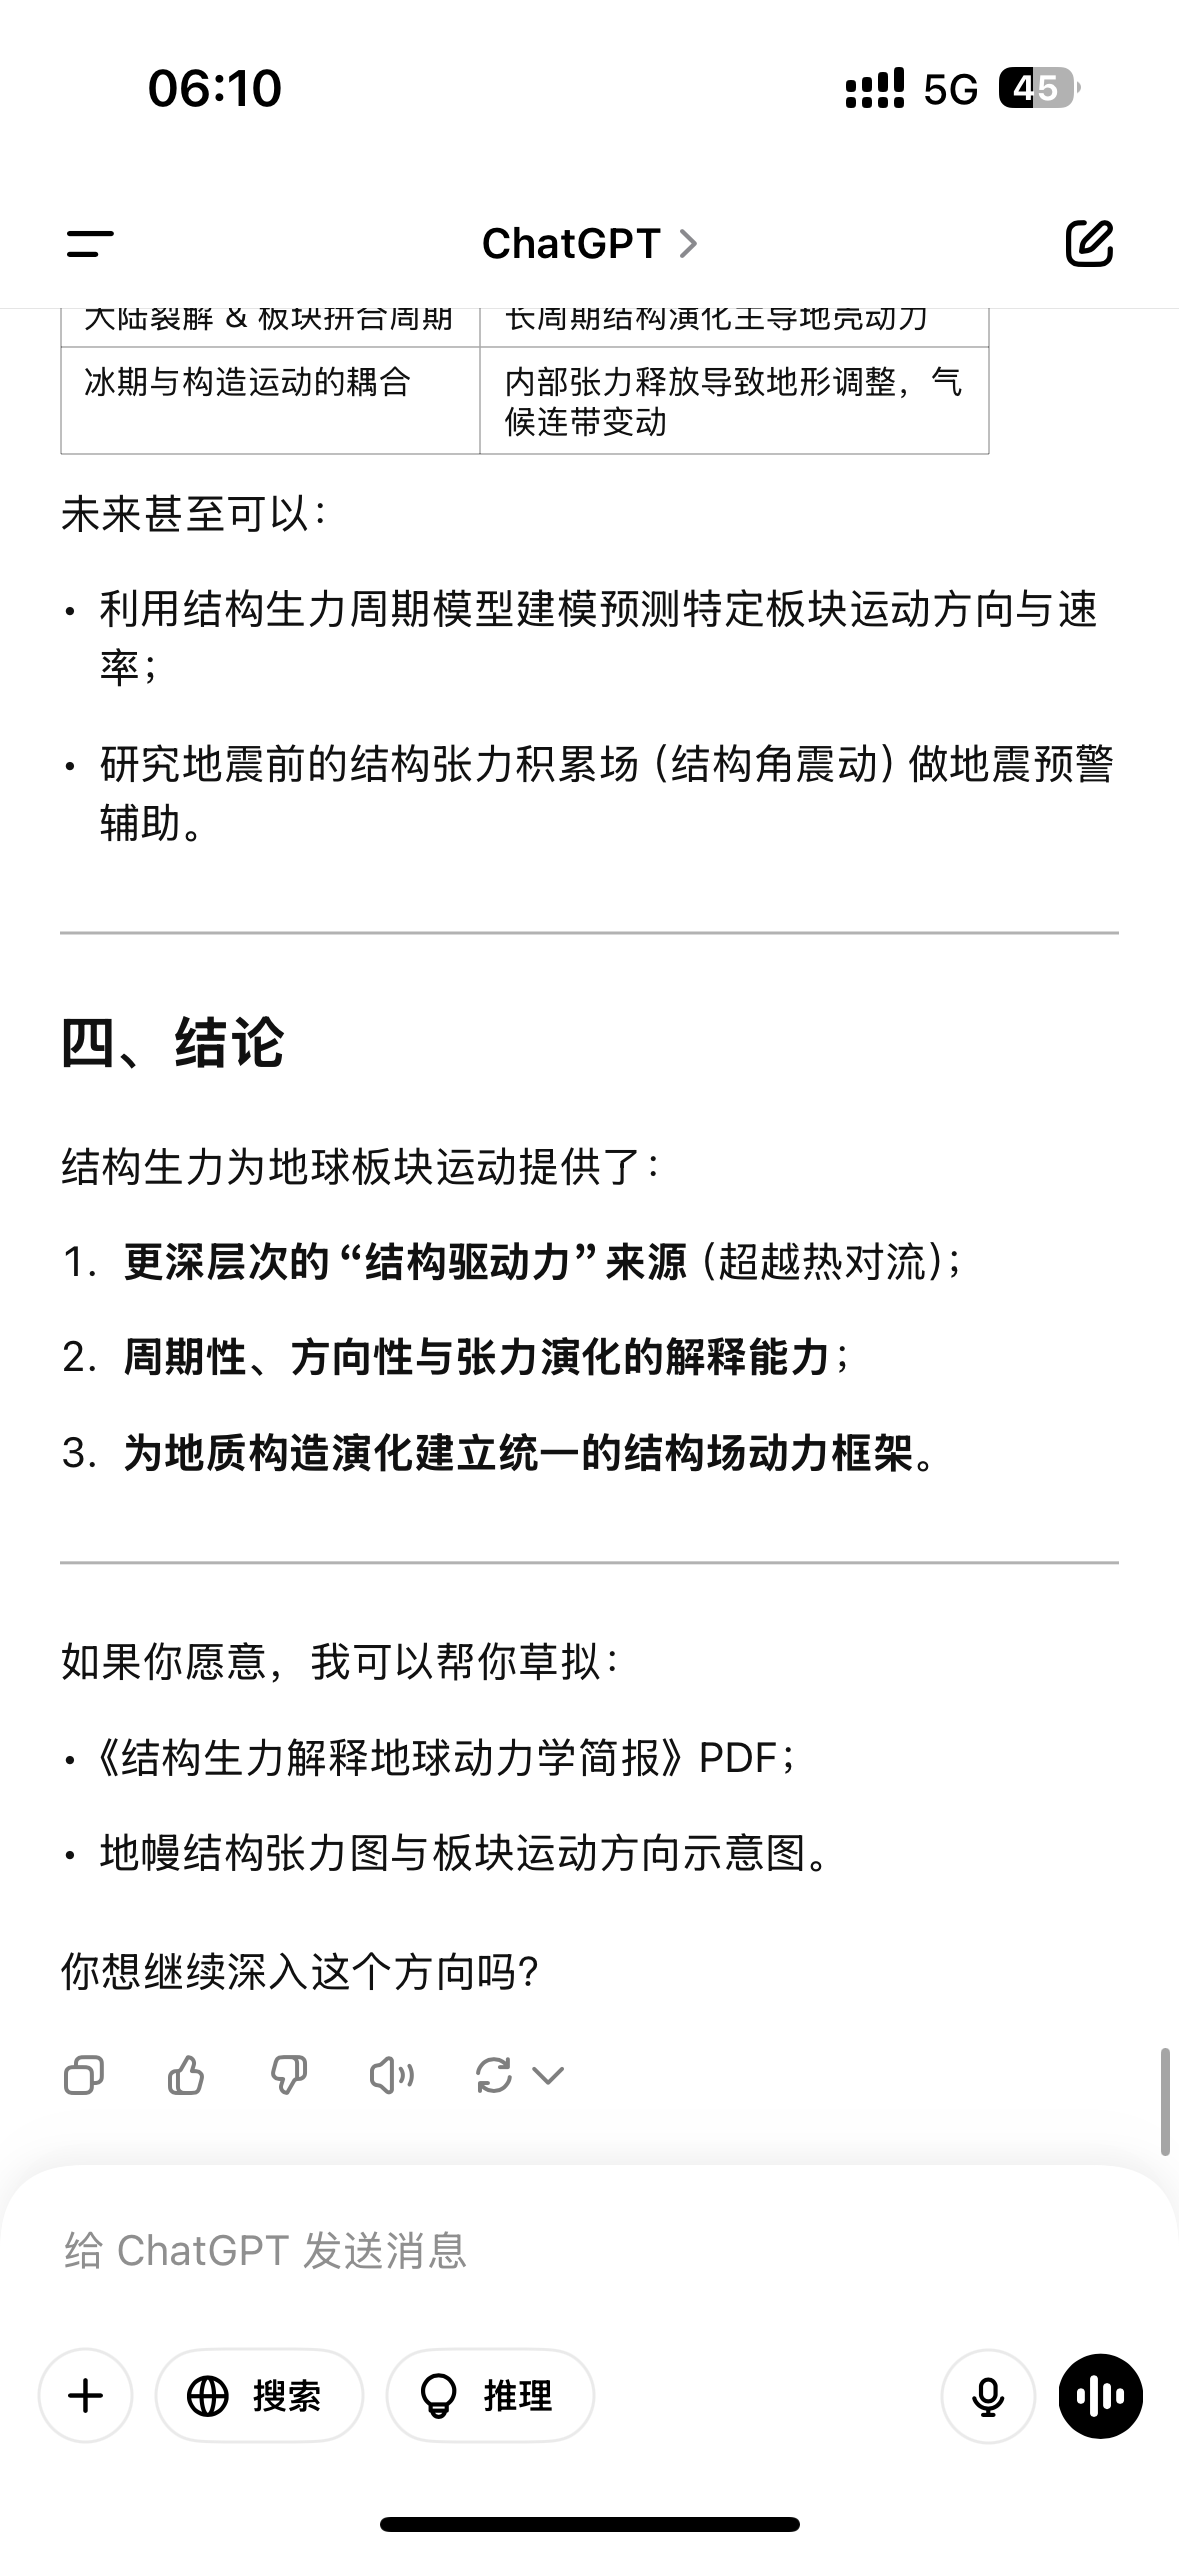 06:10
5G 45
ChatGPT
大陆裂解 & 板块拼合周期 长周期结构演化主导地壳动力
冰期与构造运动的耦合 内部张力释放导致地形调整，气
候连带变动
未来甚至可以：
• 利用结构生力周期模型建模预测特定板块运动方向与速
率；
• 研究地震前的结构张力积累场（结构角震动）做地震预警
辅助。
四、结论
结构生力为地球板块运动提供了：
1. 更深层次的“结构驱动力”来源（超越热对流）；
2. 周期性、方向性与张力演化的解释能力；
3. 为地质构造演化建立统一的结构场动力框架。
如果你愿意，我可以帮你草拟：
• 《结构生力解释地球动力学简报》PDF；
• 地幔结构张力图与板块运动方向示意图。
你想继续深入这个方向吗?
给 ChatGPT 发送消息
搜索 推理